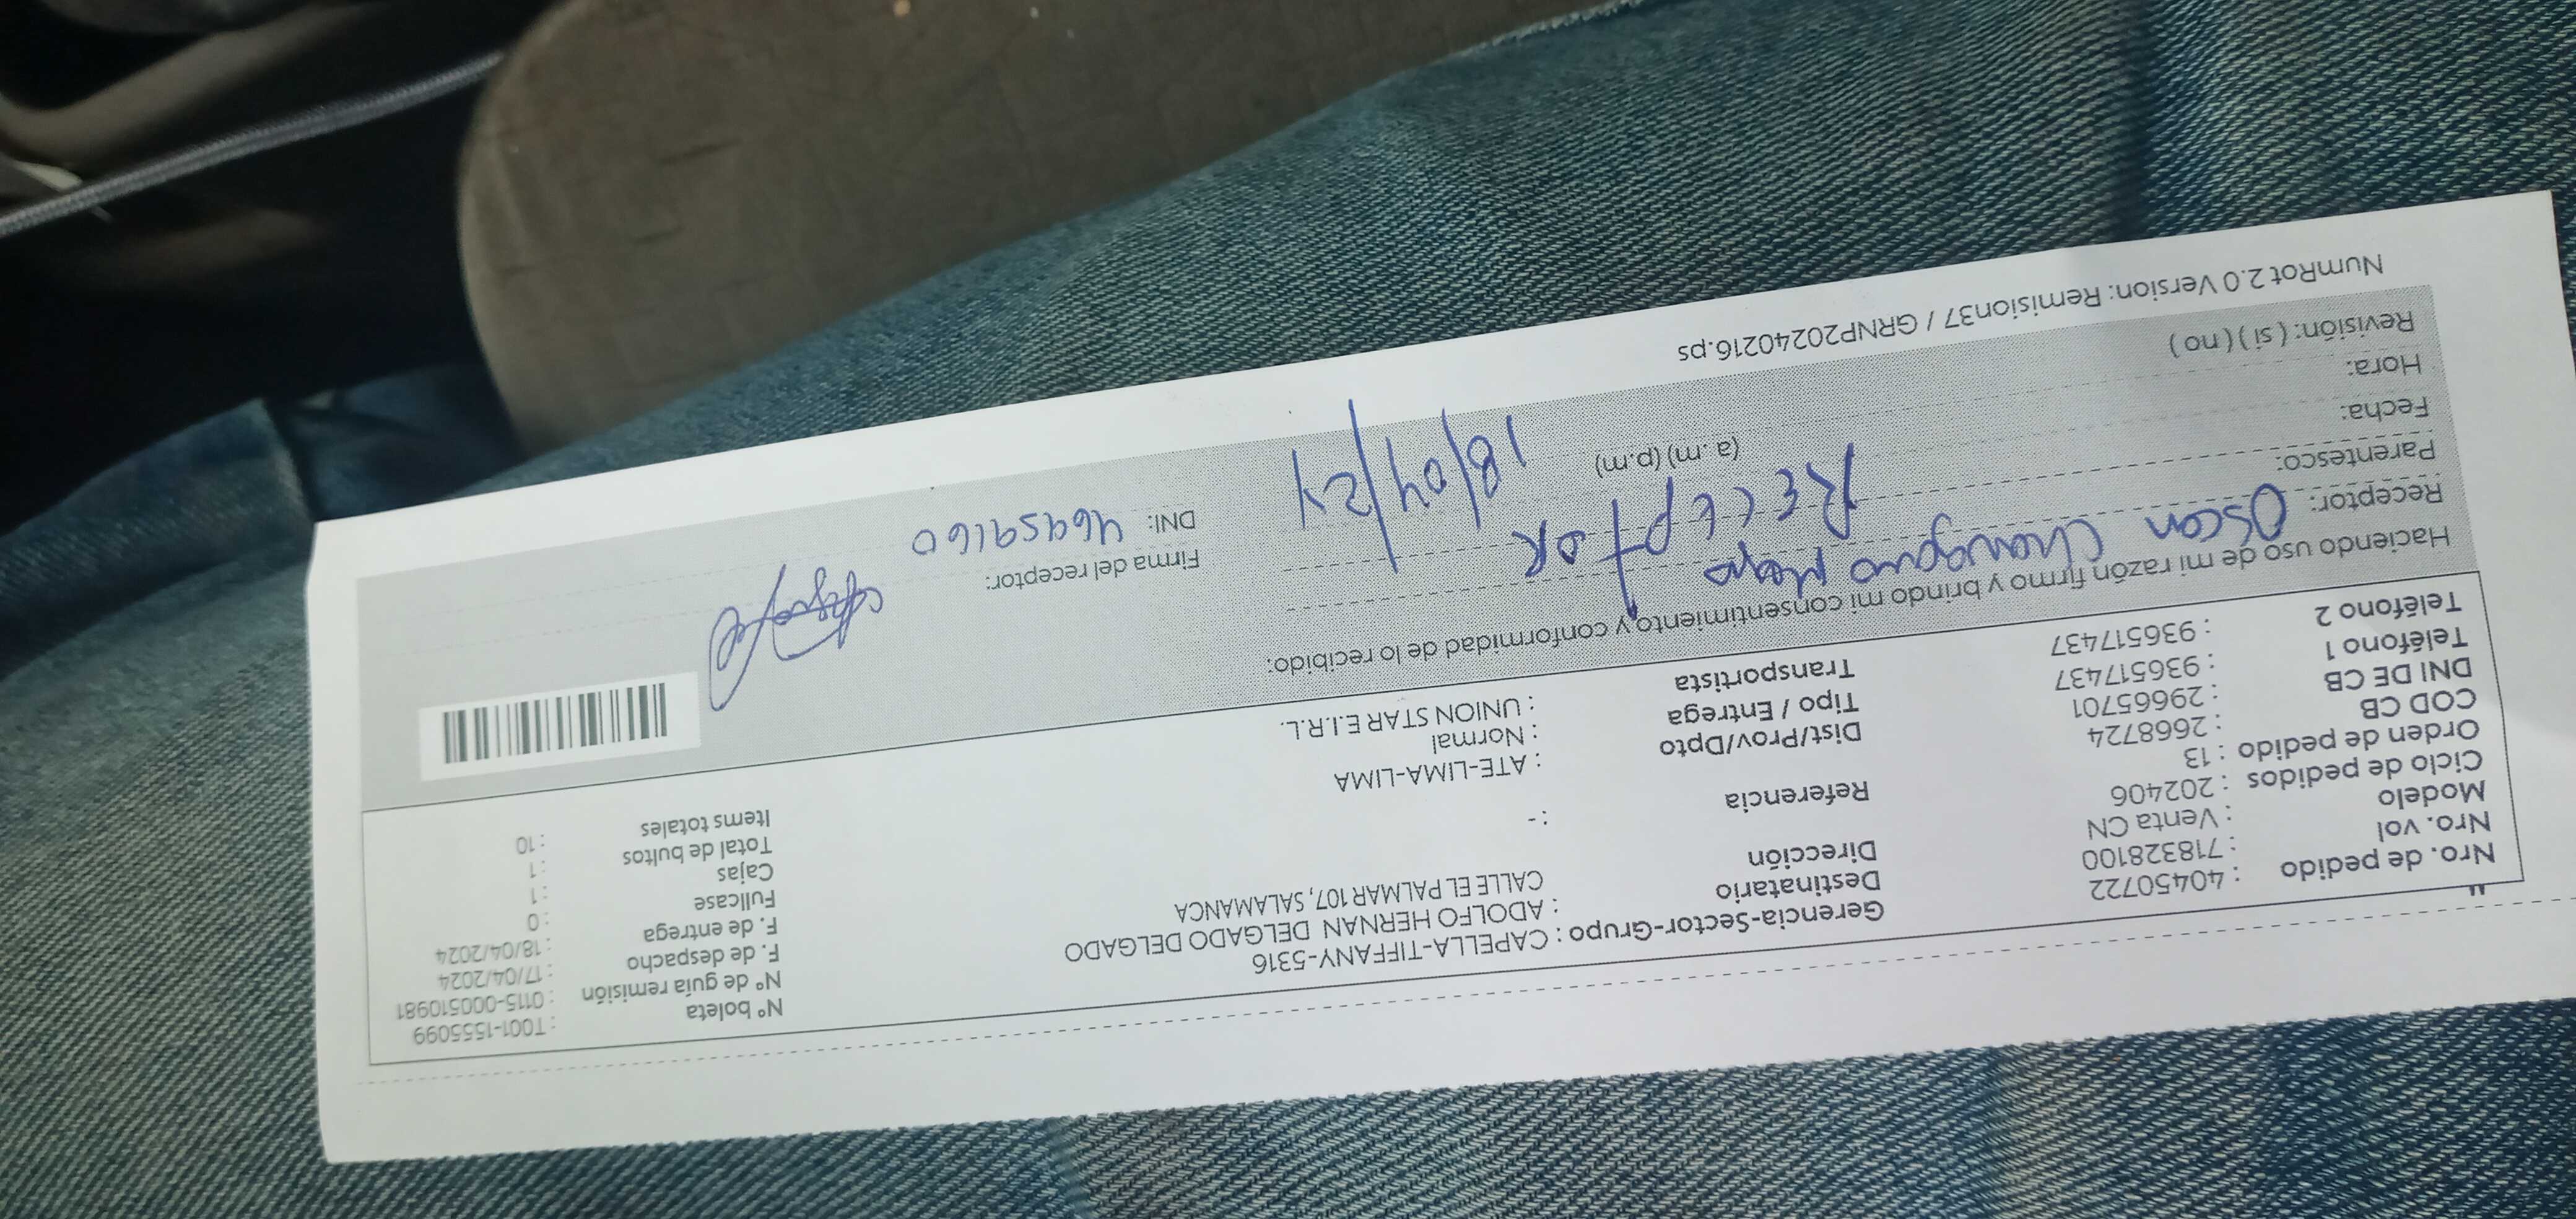 Nro. de pedido : 40450722
Nro. vol : 718328100
Modelo : Venta CN
Ciclo de pedidos : 202406
Orden de pedido : 13
COD CB : 2668724
DNI DE CB : 29665701
Teléfono 1 : 936517437
Teléfono 2 : 936517437
Gerencia-Sector-Grupo : CAPELLA-TIFFANY-5316
Destinatario : ADOLFO HERNAN DELGADO DELGADO
Dirección CALLE EL PALMAR 107, SALAMANCA
Referencia : -
Dist/Prov/Dpto : ATE-LIMA-LIMA
Tipo / Entrega : Normal
Transportista : UNION STAR E.I.R.L.
N° boleta : T001-1555099
N° de guía remisión : 0115-000510981
F. de despacho : 17/04/2024
F. de entrega : 18/04/2024
Fullcase : 0
Cajas : 1
Total de bultos : 1
Items totales : 10
Haciendo uso de mi razón firmo y brindo mi consentimiento y conformidad de lo recibido:
Receptor: Oscar
Parentesco: RECEPTOR
Fecha: 18/04/24
Hora: (a. m) (p.m)
Revisión: ( si ) ( no )
Firma del receptor:
DNI: 46959160
NumRot 2.0 Version: Remision37 / GRNP20240216.ps